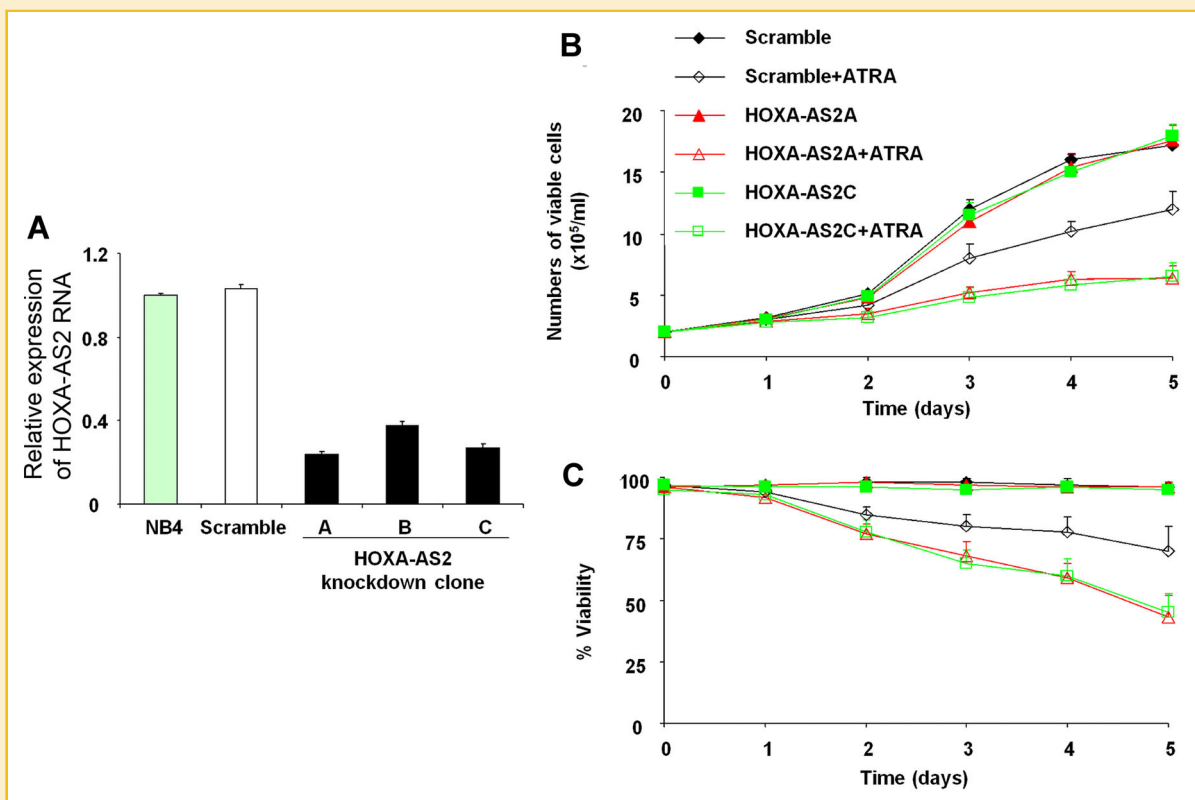 A
Relative expression
of HOXA-AS2 RNA
1.2
0.8
0.4
0
NB4 Scramble A B C
HOXA-AS2
knockdown clone
B
Scramble
Scramble+ATRA
HOXA-AS2A
HOXA-AS2A+ATRA
HOXA-AS2C
HOXA-AS2C+ATRA
Numbers of viable cells
(x10⁵/ml)
20
15
10
5
0
0 1 2 3 4 5
Time (days)
C
% Viability
100
75
50
25
0
0 1 2 3 4 5
Time (days)